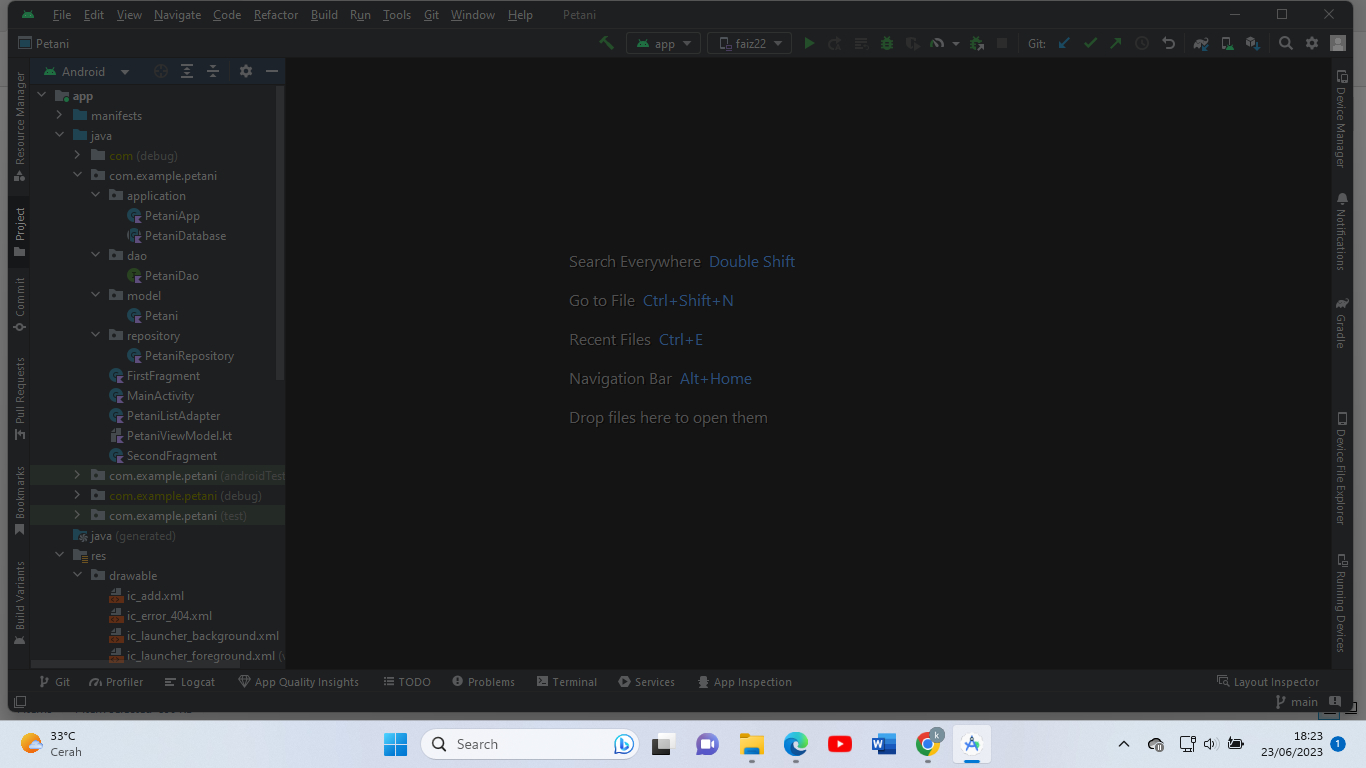 File Edit View Navigate Code Refactor Build Run Tools Git Window Help Petani
Petani app faiz22 Git:
Android
Resource Manager
Project
Commit
Pull Requests
Bookmarks
Build Variants
app
manifests
java
com (debug)
com.example.petani
application
PetaniApp
PetaniDatabase
dao
PetaniDao
model
Petani
repository
PetaniRepository
FirstFragment
MainActivity
PetaniListAdapter
PetaniViewModel.kt
SecondFragment
com.example.petani (androidTest
com.example.petani (debug)
com.example.petani (test)
java (generated)
res
drawable
ic_add.xml
ic_error_404.xml
ic_launcher_background.xml
ic_launcher_foreground.xml (v
Search Everywhere Double Shift
Go to File Ctrl+Shift+N
Recent Files Ctrl+E
Navigation Bar Alt+Home
Drop files here to open them
Device Manager
Notifications
Gradle
Device File Explorer
Running Devices
Git Profiler Logcat App Quality Insights TODO Problems Terminal Services App Inspection Layout Inspector
main
33°C
Cerah
Search
k
18:23
23/06/2023
1